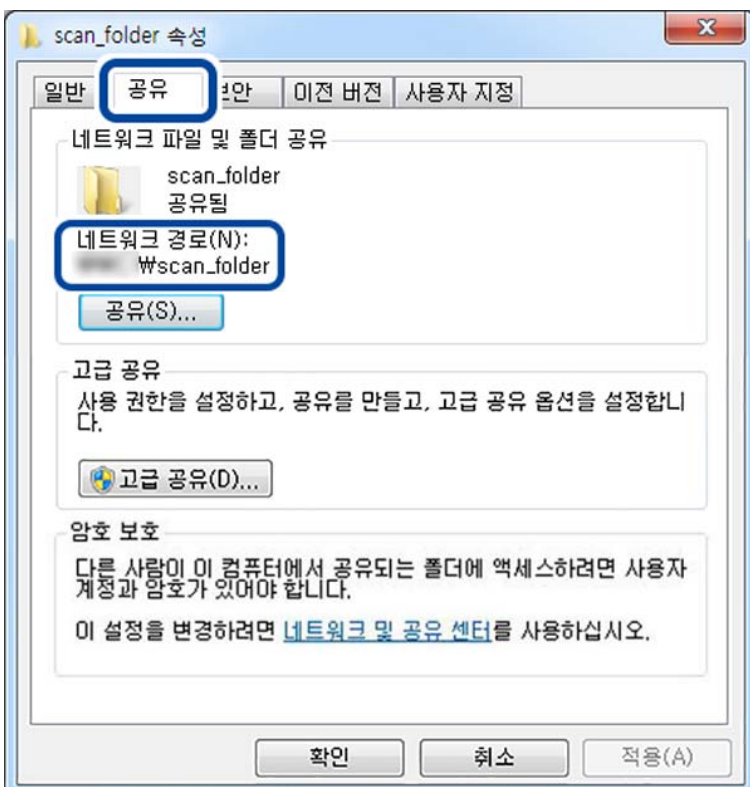 scan_folder 속성
일반 공유 보안 이전 버전 사용자 지정
네트워크 파일 및 폴더 공유
scan_folder
공유됨
네트워크 경로(N):
₩scan_folder
공유(S)...
고급 공유
사용 권한을 설정하고, 공유를 만들고, 고급 공유 옵션을 설정합니
다.
고급 공유(D)...
암호 보호
다른 사람이 이 컴퓨터에서 공유되는 폴더에 액세스하려면 사용자
계정과 암호가 있어야 합니다.
이 설정을 변경하려면 네트워크 및 공유 센터를 사용하십시오.
확인 취소 적용(A)